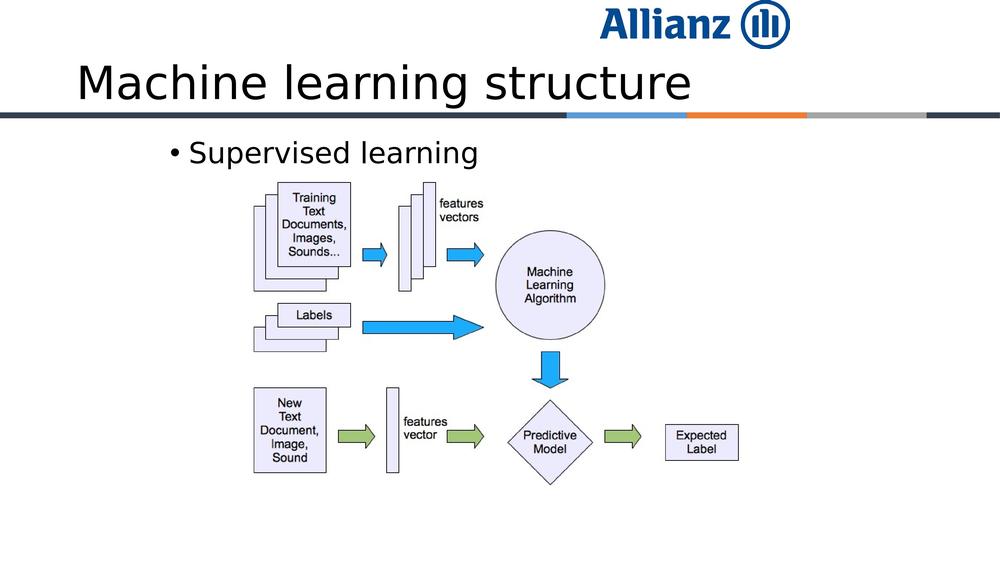 Allianz
Machine learning structure
• Supervised learning
Training
Text
Documents,
Images,
Sounds...
features
vectors
Machine
Learning
Algorithm
Labels
New
Text
Document,
Image,
Sound
features
vector
Predictive
Model
Expected
Label